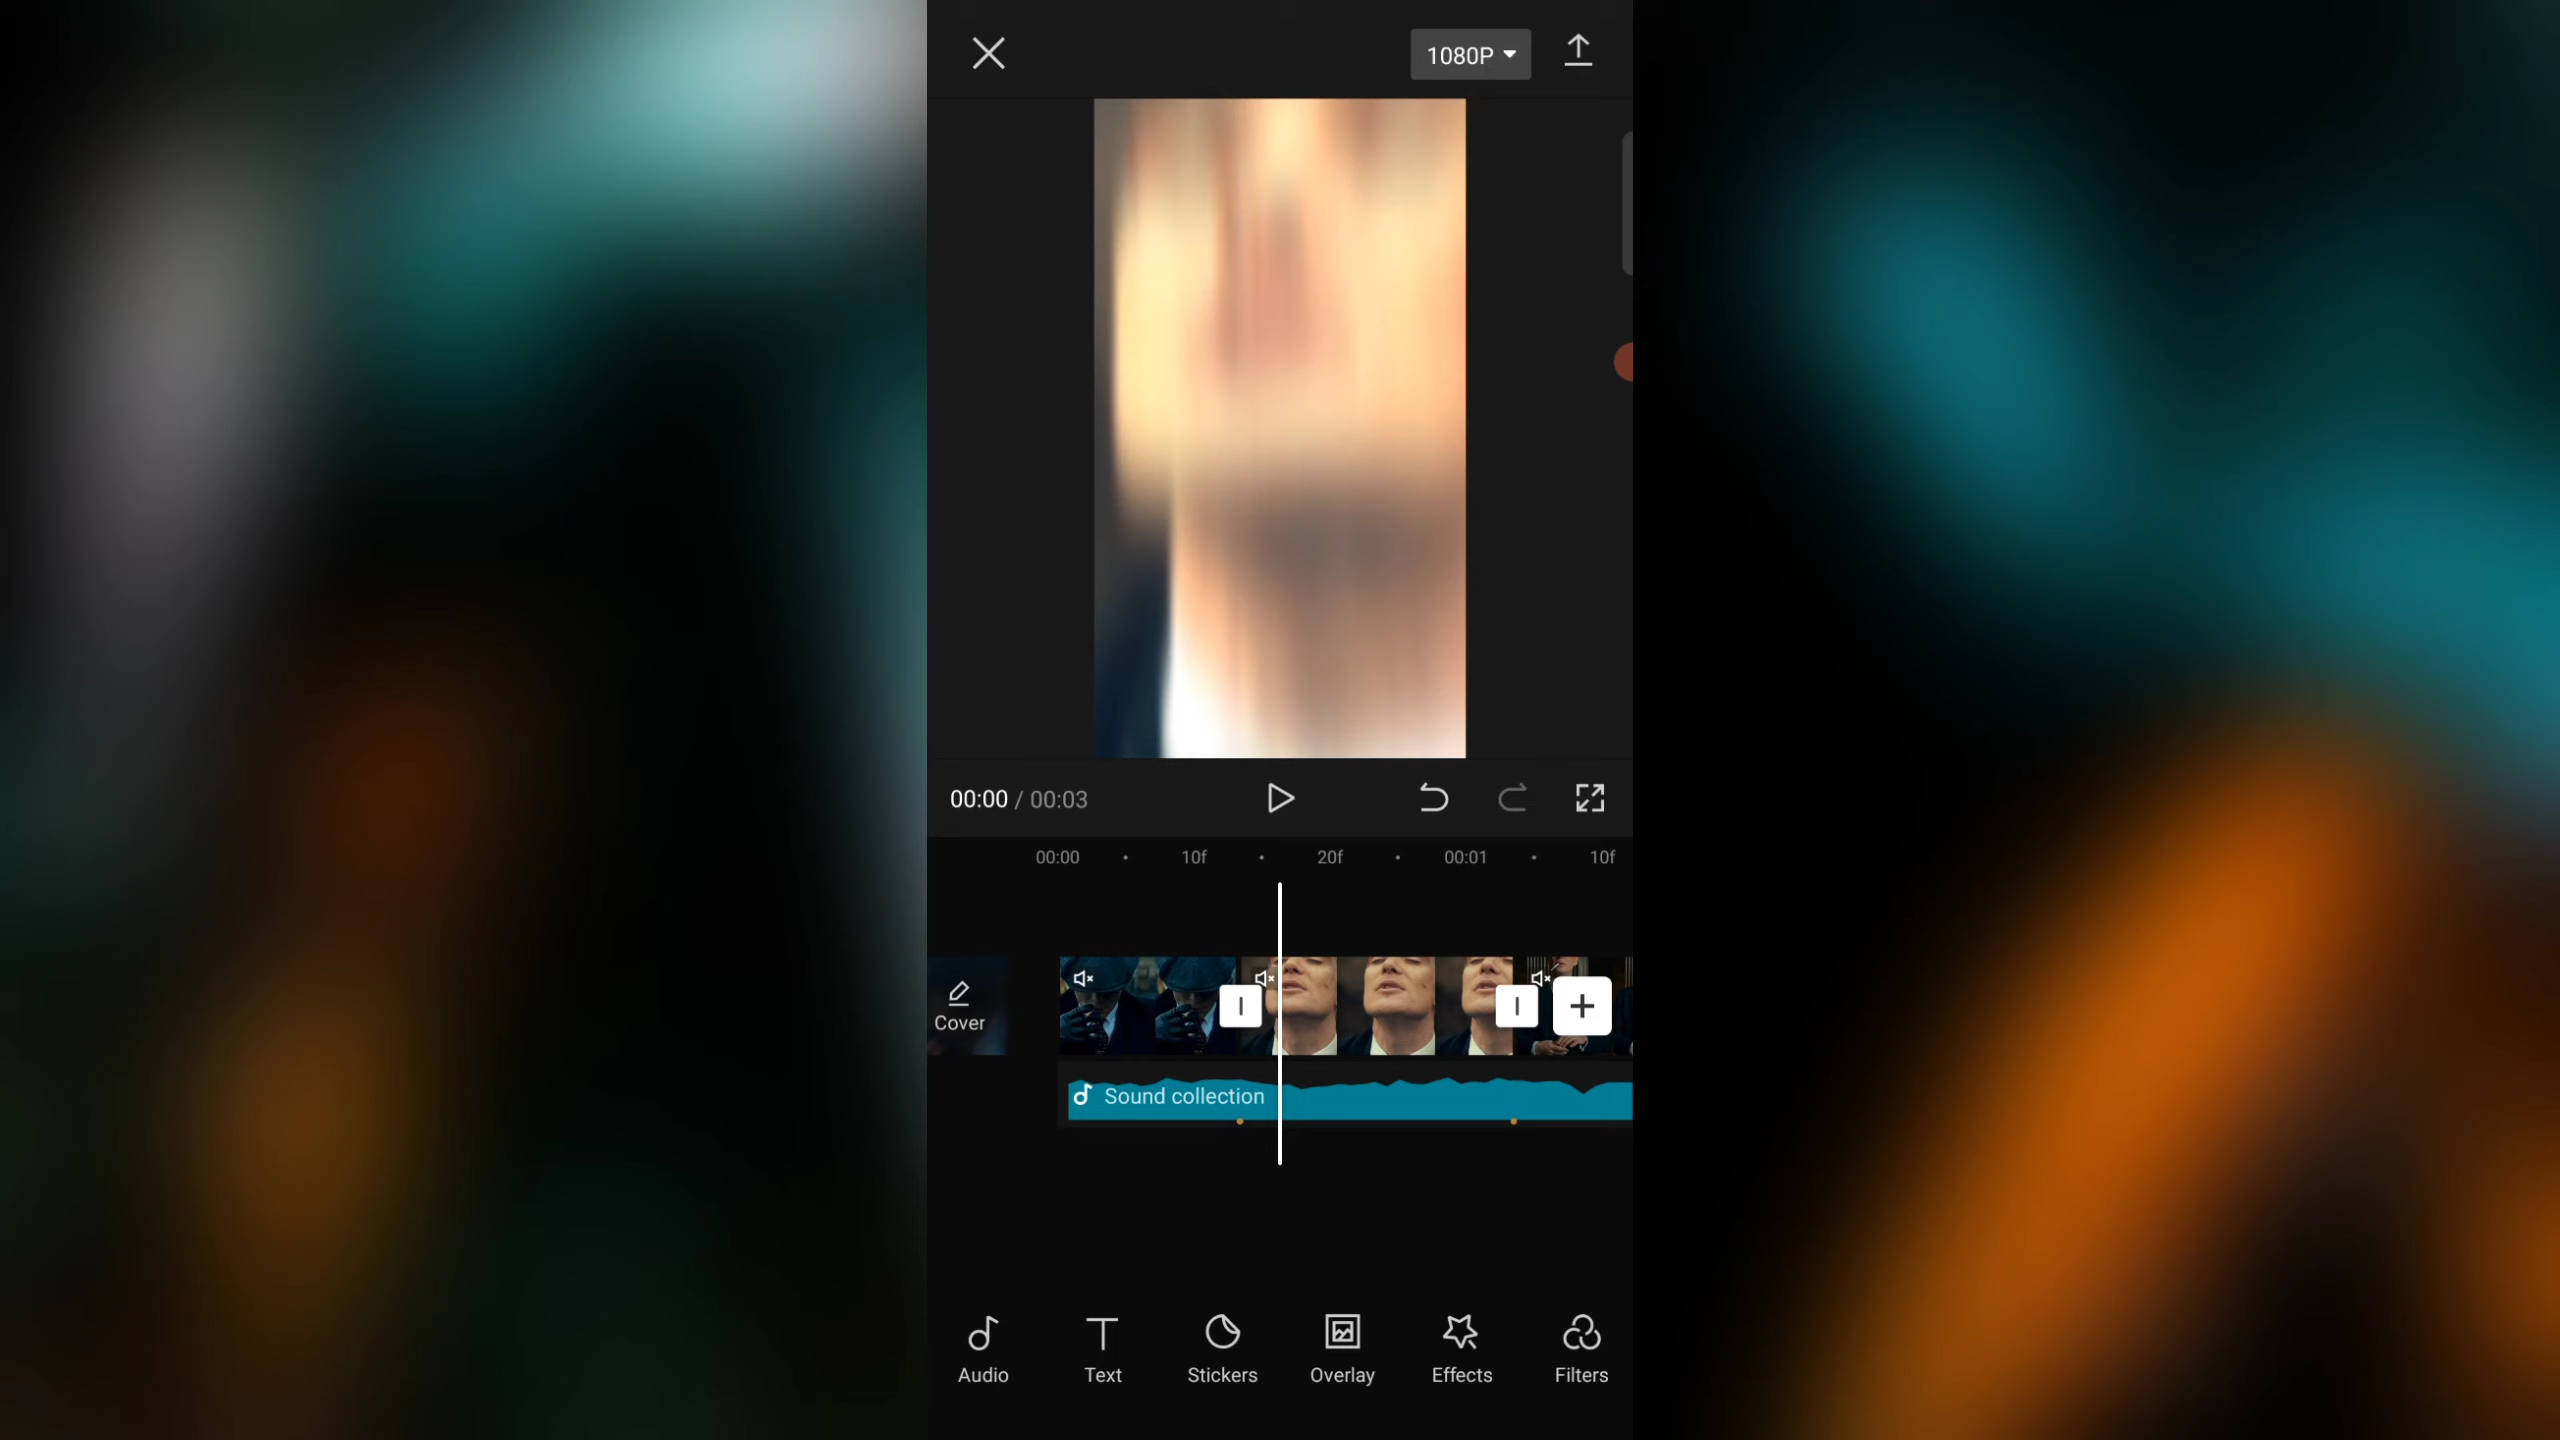 1080P
00:00 / 00:03
00:00 10f 20f 00:01 10f
Cover
Sound collection
Audio Text Stickers Overlay Effects Filters